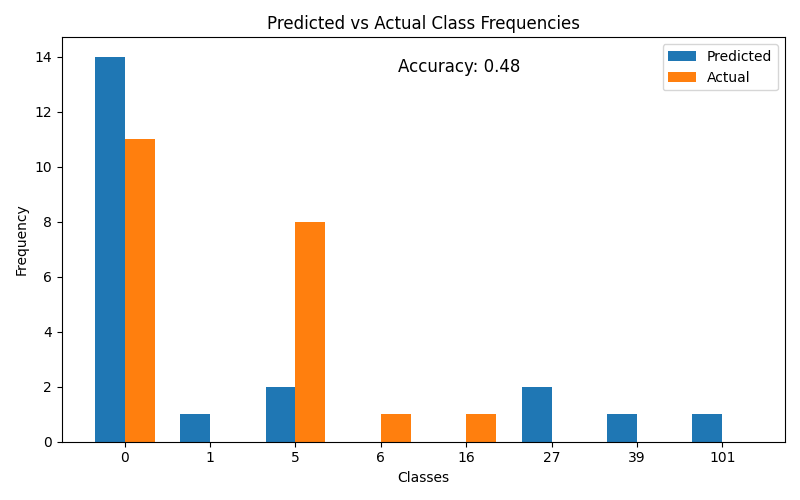 Predicted vs Actual Class Frequencies
Accuracy: 0.48
Predicted
Actual
Frequency
14
12
10
8
6
4
2
0
0 1 5 6 16 27 39 101
Classes